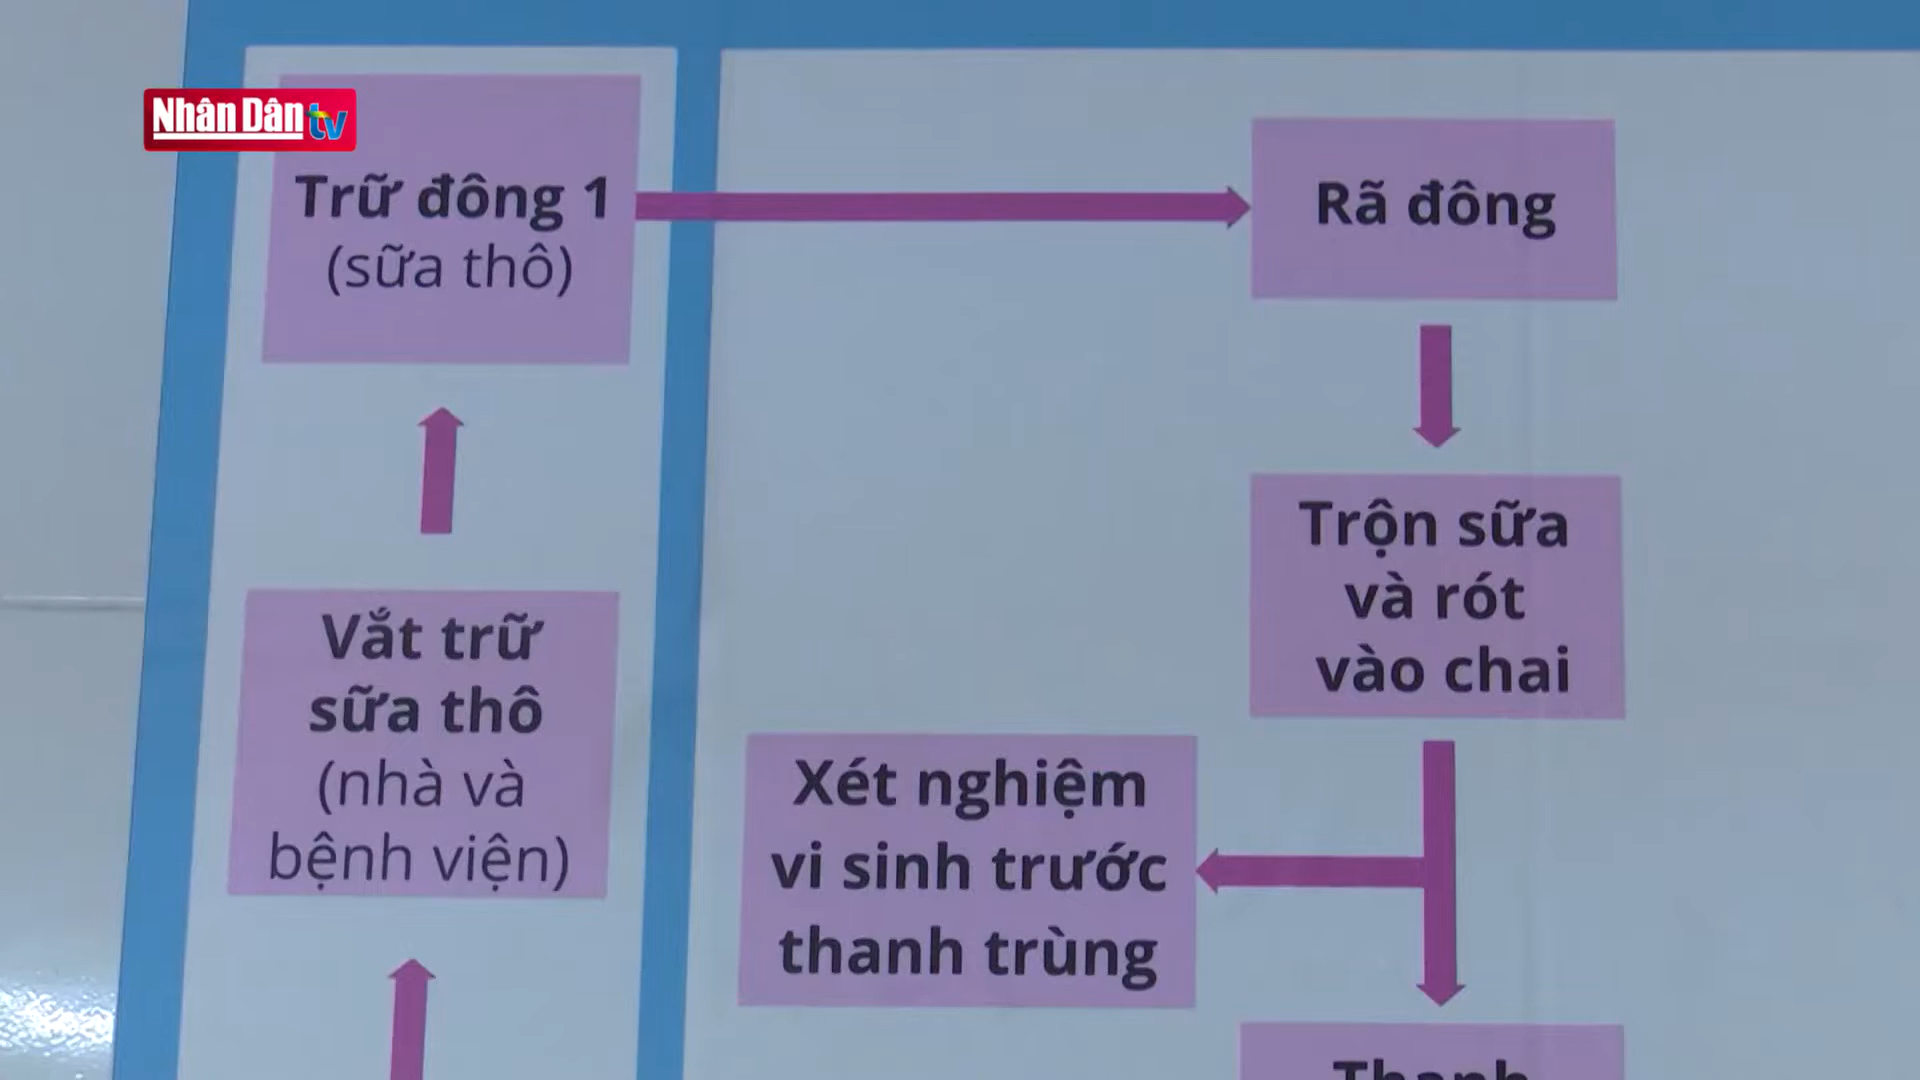 Nhân Dân tv
Trữ đông 1
(sữa thô)
Rã đông
Vắt trữ
sữa thô
(nhà và
bệnh viện)
Trộn sữa
và rót
vào chai
Xét nghiệm
vi sinh trước
thanh trùng
Thanh